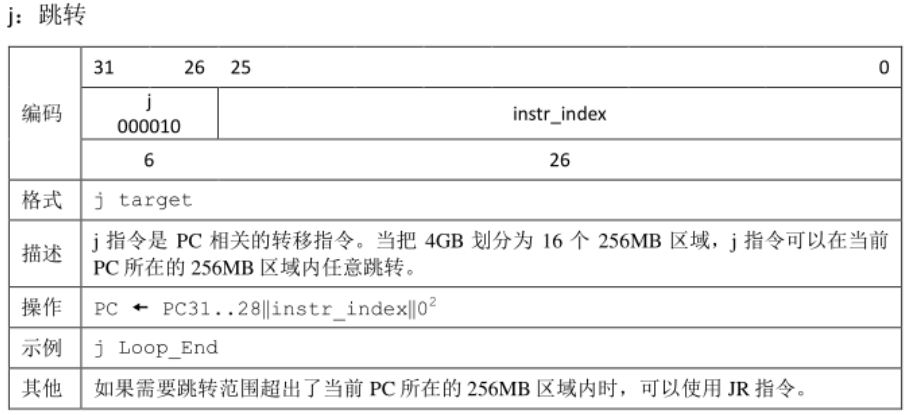 j：跳转
31 26 25 0
编码
j
000010
instr_index
6 26
格式 j target
描述 j 指令是 PC 相关的转移指令。当把 4GB 划分为 16 个 256MB 区域，j 指令可以在当前
PC 所在的 256MB 区域内任意跳转。
操作 PC ← PC31..28||instr_index||0²
示例 j Loop_End
其他 如果需要跳转范围超出了当前 PC 所在的 256MB 区域内时，可以使用 JR 指令。